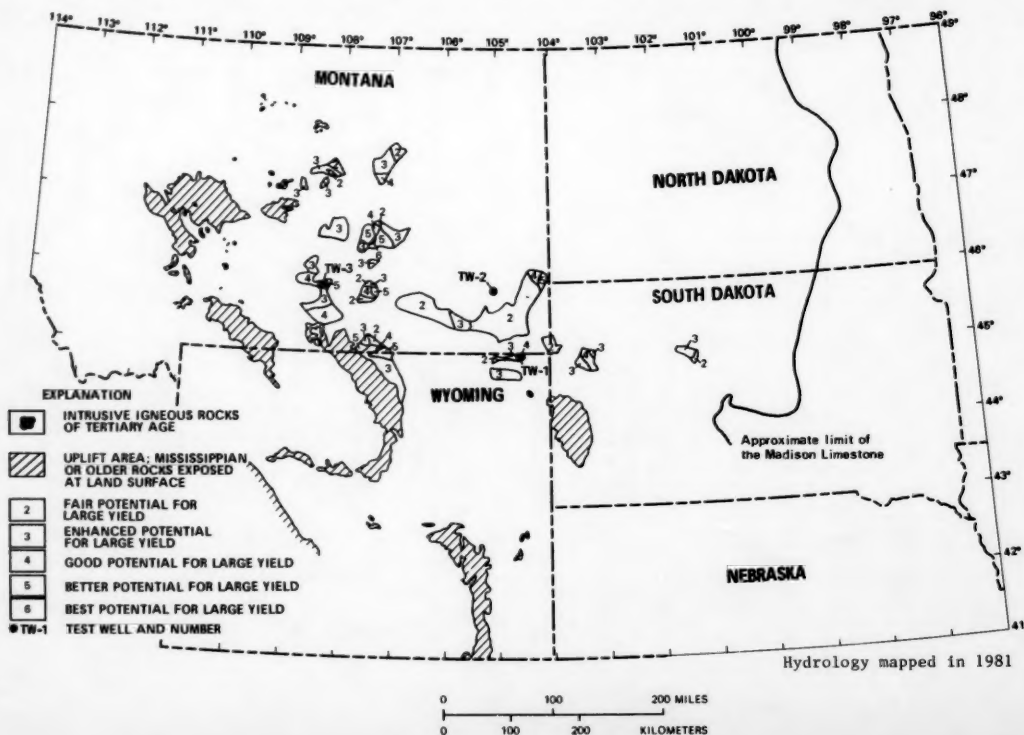 114° 113° 112° 111° 110° 109° 108° 107° 106° 105° 104° 103° 102° 101° 100° 99° 98° 97° 96°
49°
48°
47°
46°
45°
44°
43°
42°
41
MONTANA
NORTH DAKOTA
SOUTH DAKOTA
WYOMING
NEBRASKA
TW-3
TW-2
TW-1
Approximate limit of
the Madison Limestone
EXPLANATION
INTRUSIVE IGNEOUS ROCKS
OF TERTIARY AGE
UPLIFT AREA; MISSISSIPPIAN
OR OLDER ROCKS EXPOSED
AT LAND SURFACE
2 FAIR POTENTIAL FOR
LARGE YIELD
3 ENHANCED POTENTIAL
FOR LARGE YIELD
4 GOOD POTENTIAL FOR LARGE YIELD
5 BETTER POTENTIAL FOR LARGE YIELD
6 BEST POTENTIAL FOR LARGE YIELD
TW-1 TEST WELL AND NUMBER
Hydrology mapped in 1981
0 100 200 MILES
0 100 200 KILOMETERS